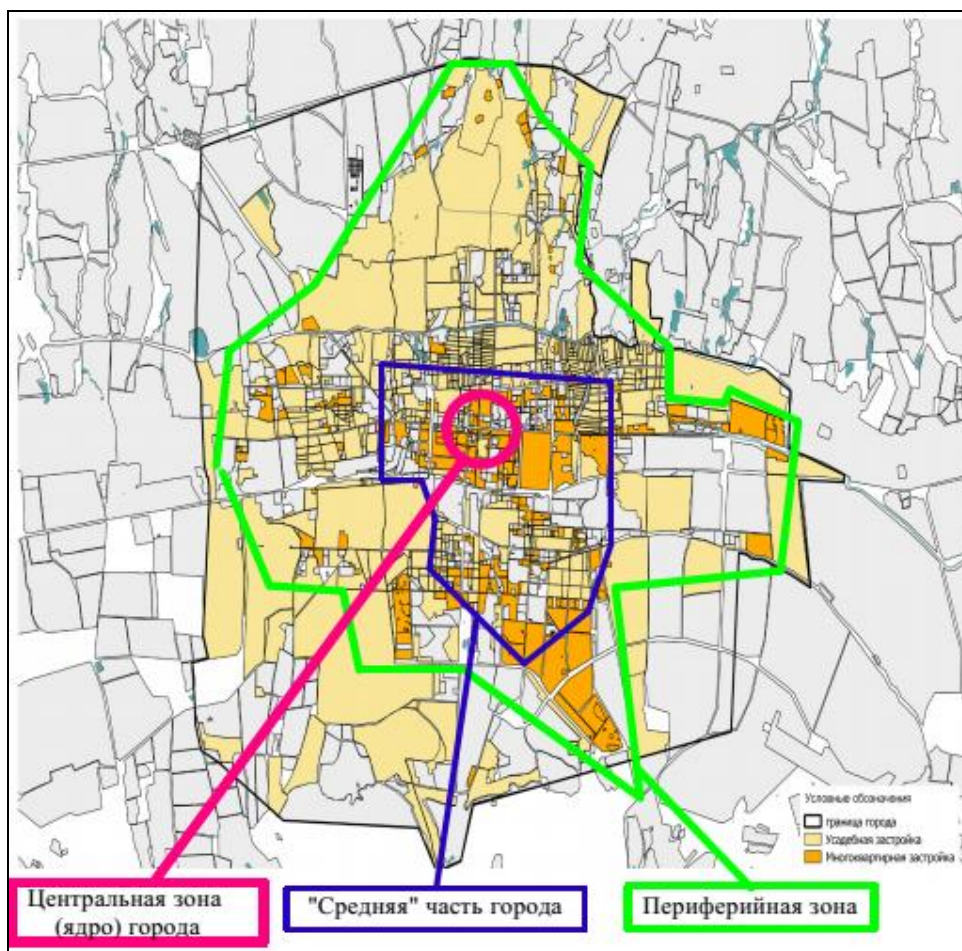 Условные обозначения
граница города
Усадебная застройка
Многоквартирная застройка
Центральная зона
(ядро) города
"Средняя" часть города
Периферийная зона